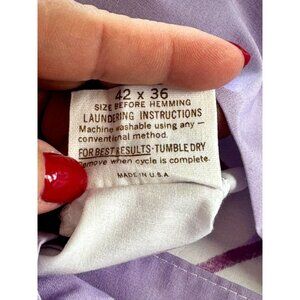 42 x 36
SIZE BEFORE HEMMING
LAUNDERING INSTRUCTIONS
Machine washable using any
conventional method.
FOR BEST RESULTS-TUMBLE DRY
Remove when cycle is complete.
MADE IN U.S.A